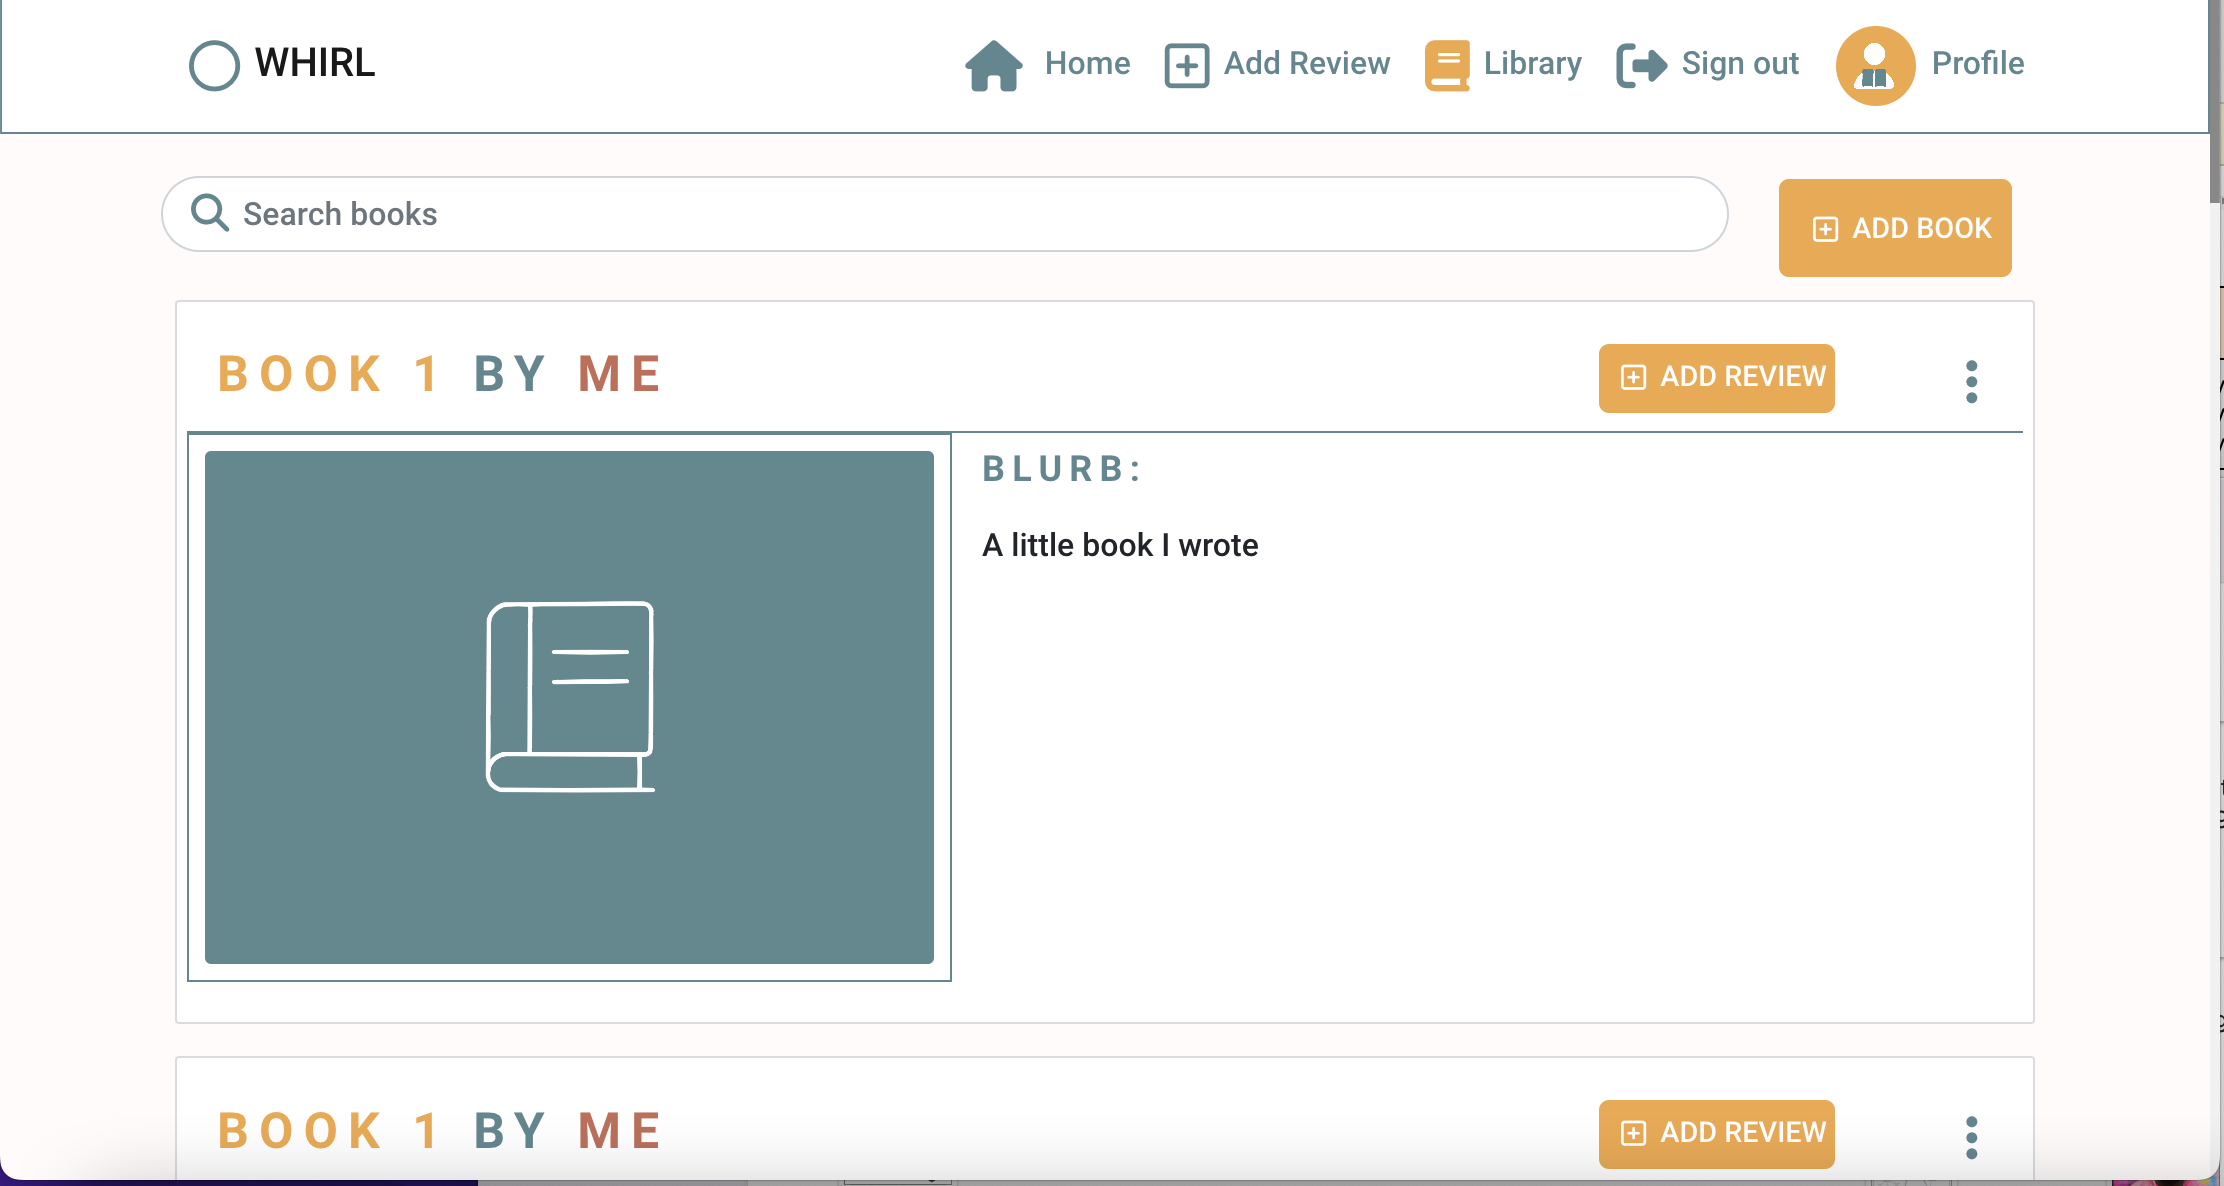 WHIRL
Home Add Review Library Sign out Profile
Search books
ADD BOOK
BOOK 1 BY ME
ADD REVIEW
BLURB:
A little book I wrote
BOOK 1 BY ME
ADD REVIEW